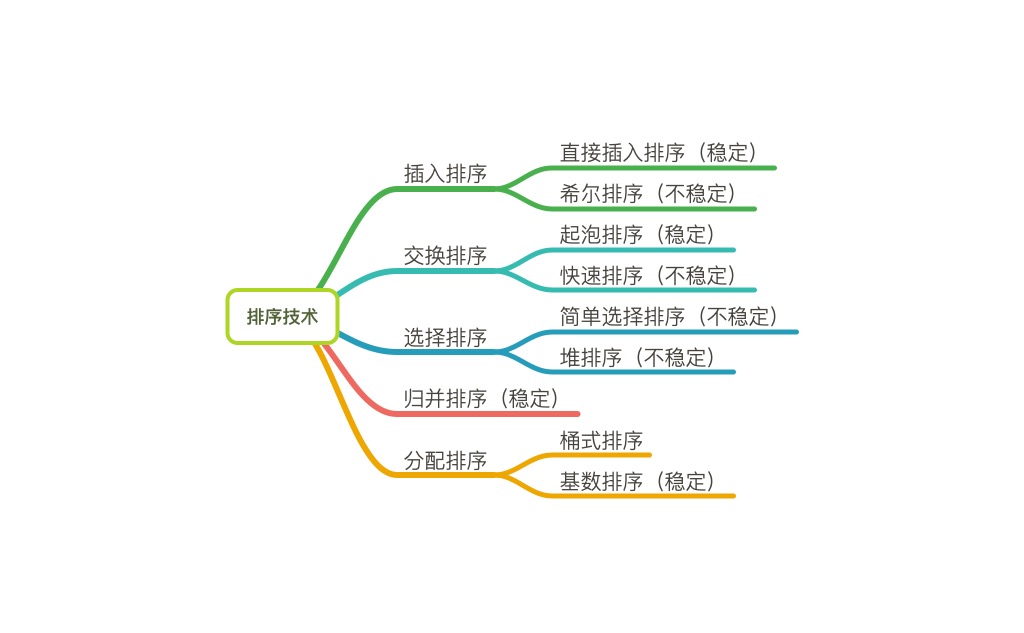 排序技术
插入排序
直接插入排序（稳定）
希尔排序（不稳定）
交换排序
起泡排序（稳定）
快速排序（不稳定）
选择排序
简单选择排序（不稳定）
堆排序（不稳定）
归并排序（稳定）
分配排序
桶式排序
基数排序（稳定）